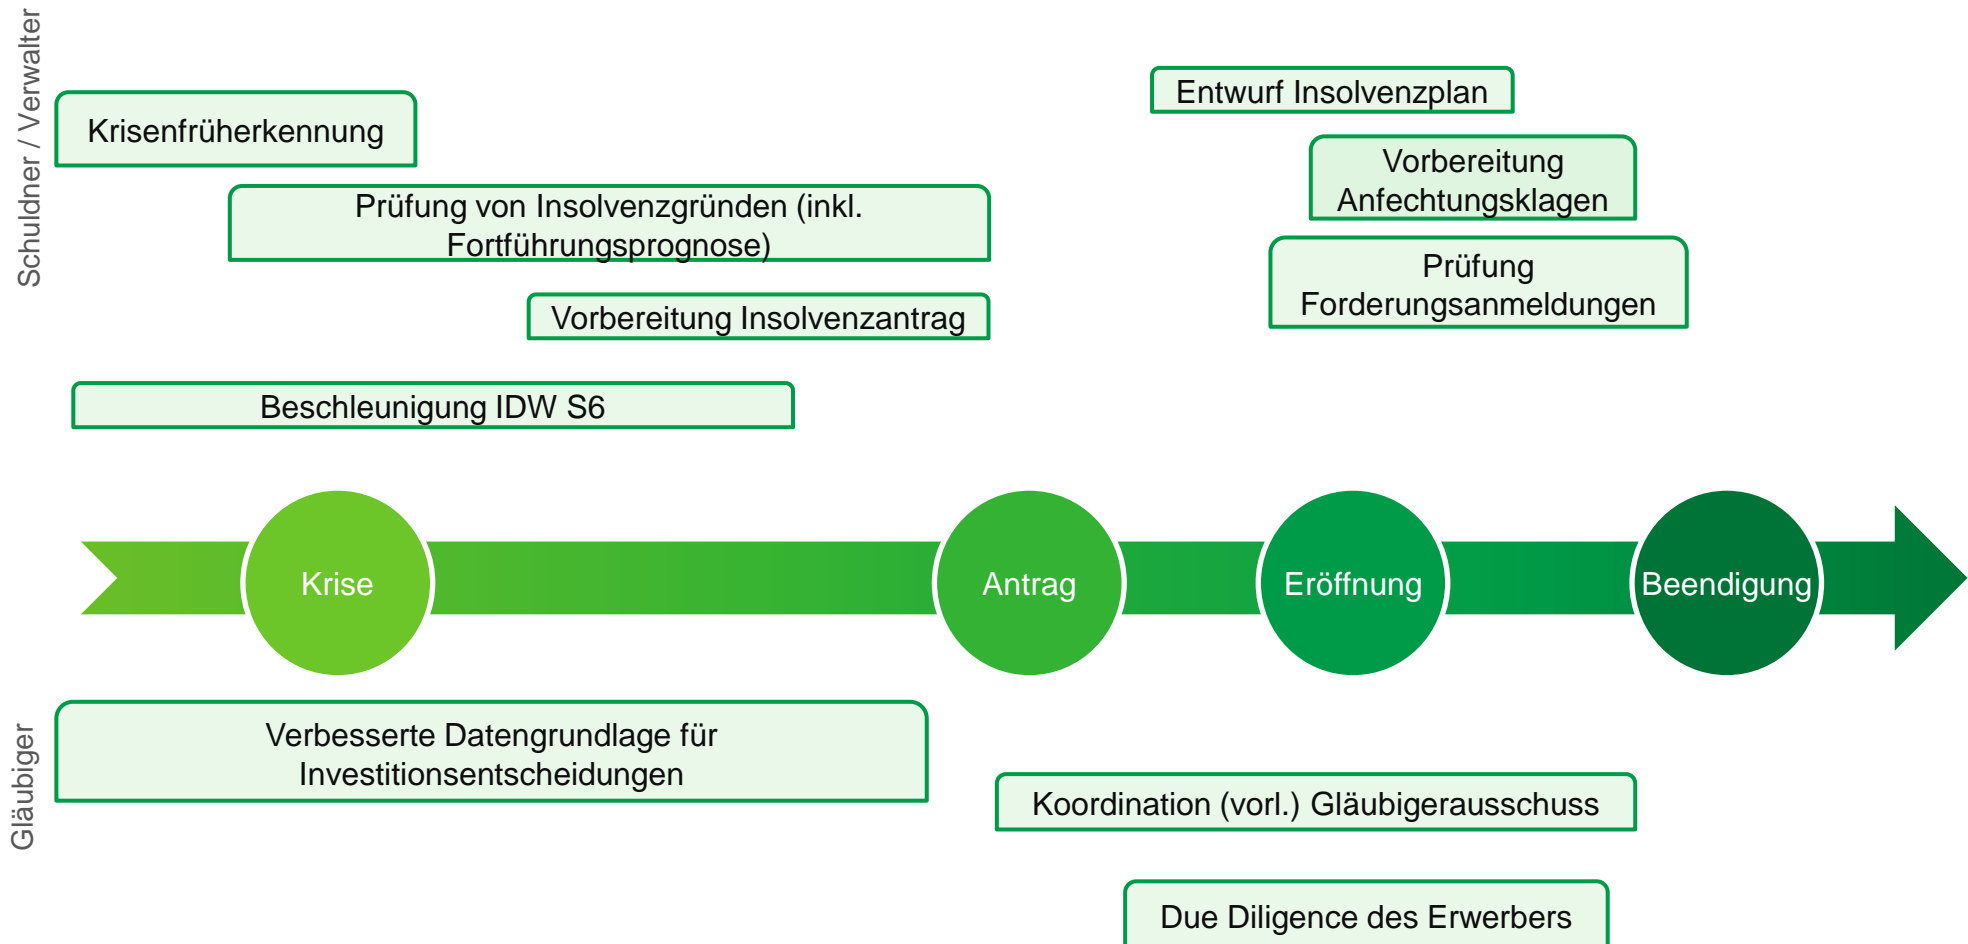 Schuldner / Verwalter
Krisenfrüherkennung
Entwurf Insolvenzplan
Vorbereitung
Anfechtungsklagen
Prüfung von Insolvenzgründen (inkl.
Fortführungsprognose)
Prüfung
Forderungsanmeldungen
Vorbereitung Insolvenzantrag
Beschleunigung IDW S6
Krise
Antrag
Eröffnung
Beendigung
Gläubiger
Verbesserte Datengrundlage für
Investitionsentscheidungen
Koordination (vorl.) Gläubigerausschuss
Due Diligence des Erwerbers